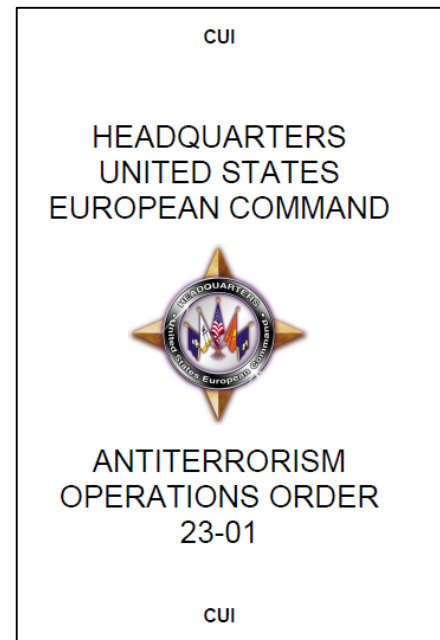 CUI
HEADQUARTERS
UNITED STATES
EUROPEAN COMMAND
HEADQUARTERS
United States European Command
ANTITERRORISM
OPERATIONS ORDER
23-01
CUI